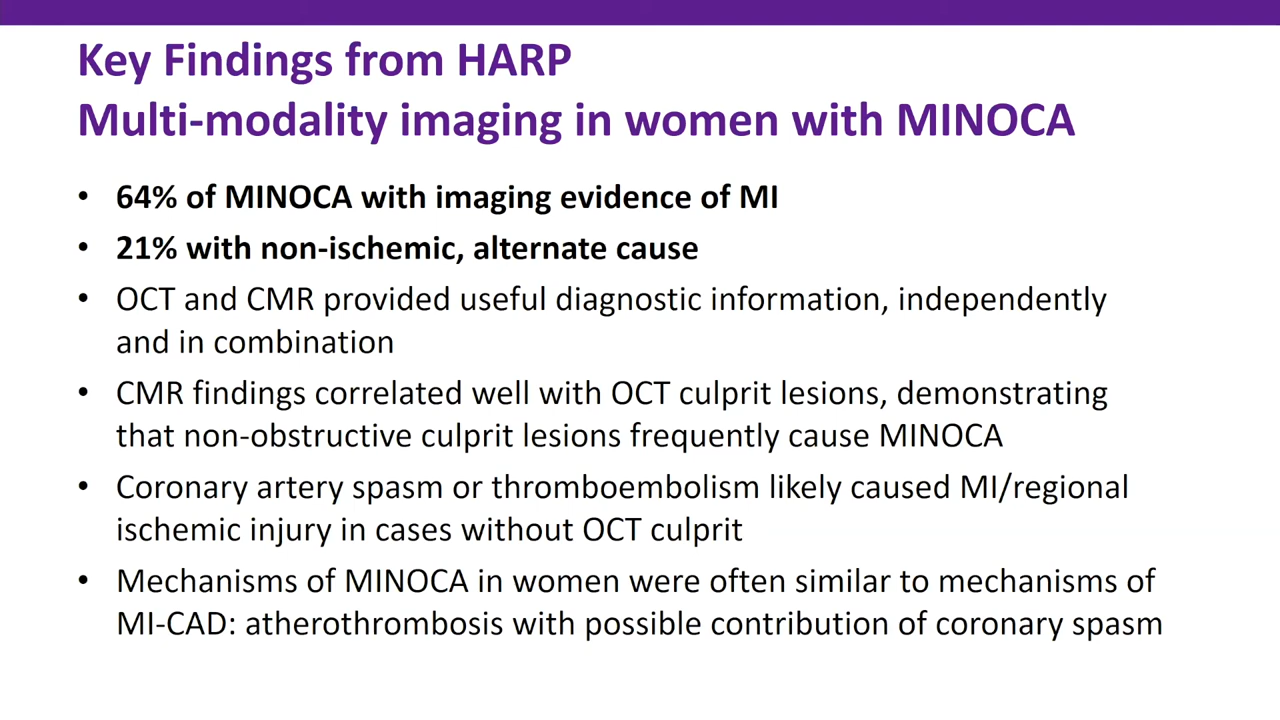 Key Findings from HARP
Multi-modality imaging in women with MINOCA
• 64% of MINOCA with imaging evidence of MI
• 21% with non-ischemic, alternate cause
• OCT and CMR provided useful diagnostic information, independently
and in combination
• CMR findings correlated well with OCT culprit lesions, demonstrating
that non-obstructive culprit lesions frequently cause MINOCA
• Coronary artery spasm or thromboembolism likely caused MI/regional
ischemic injury in cases without OCT culprit
• Mechanisms of MINOCA in women were often similar to mechanisms of
MI-CAD: atherothrombosis with possible contribution of coronary spasm